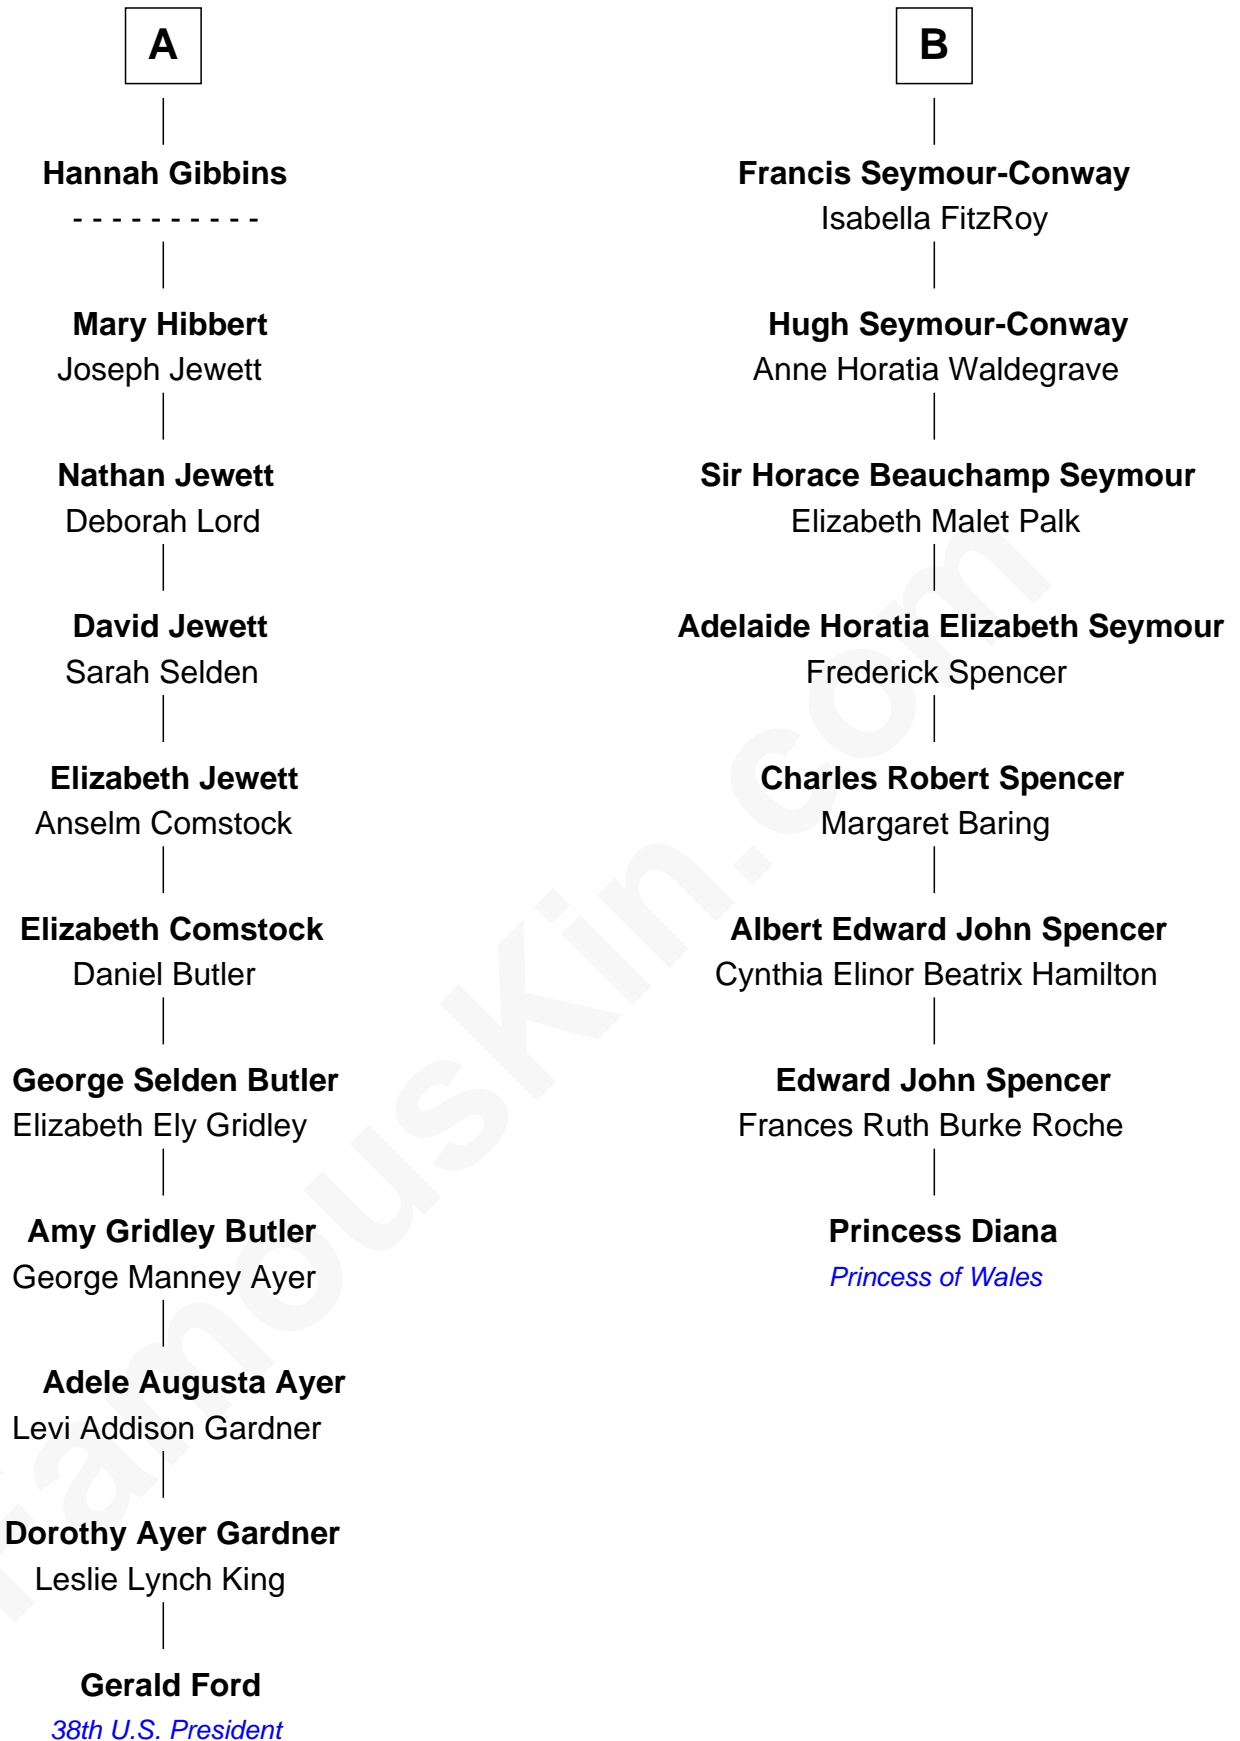 A
Hannah Gibbins
- - - - - - - - - -
Mary Hibbert
Joseph Jewett
Nathan Jewett
Deborah Lord
David Jewett
Sarah Selden
Elizabeth Jewett
Anselm Comstock
Elizabeth Comstock
Daniel Butler
George Selden Butler
Elizabeth Ely Gridley
Amy Gridley Butler
George Manney Ayer
Adele Augusta Ayer
Levi Addison Gardner
Dorothy Ayer Gardner
Leslie Lynch King
Gerald Ford
38th U.S. President
B
Francis Seymour-Conway
Isabella FitzRoy
Hugh Seymour-Conway
Anne Horatia Waldegrave
Sir Horace Beauchamp Seymour
Elizabeth Malet Palk
Adelaide Horatia Elizabeth Seymour
Frederick Spencer
Charles Robert Spencer
Margaret Baring
Albert Edward John Spencer
Cynthia Elinor Beatrix Hamilton
Edward John Spencer
Frances Ruth Burke Roche
Princess Diana
Princess of Wales
FamousKin.com